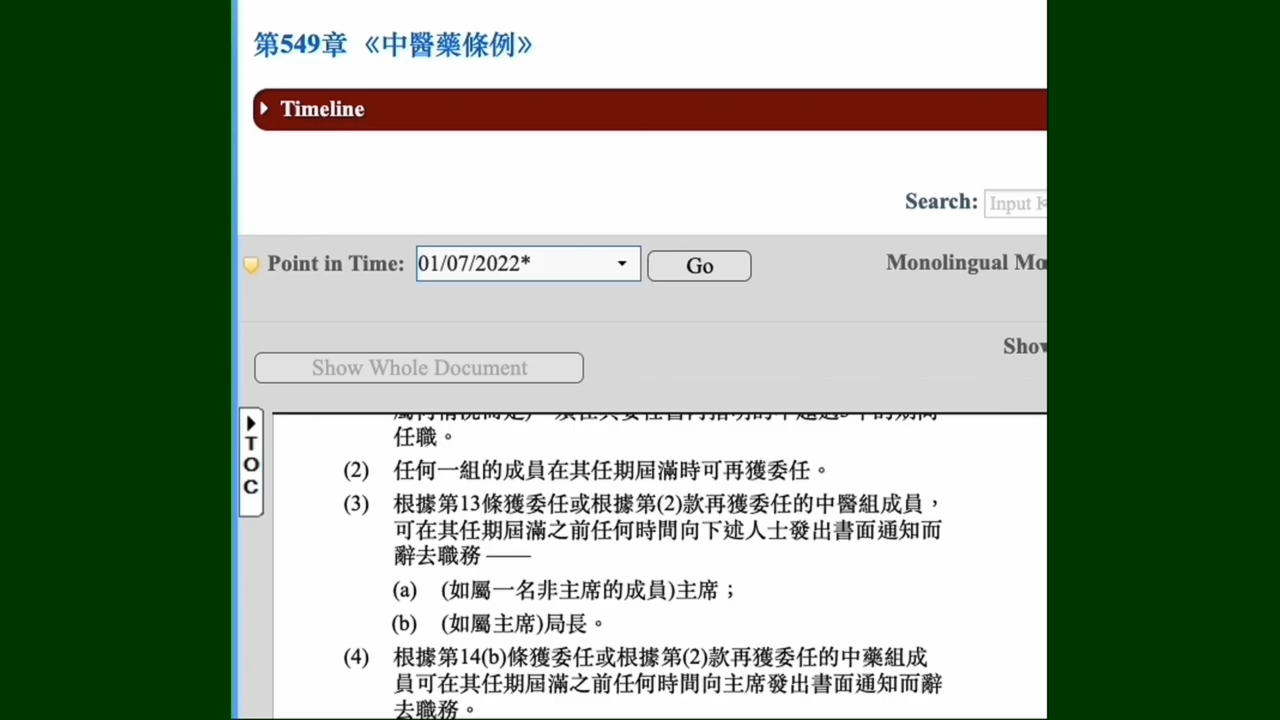 第549章 《中醫藥條例》
Timeline
Search: Input
Point in Time: 01/07/2022* Go Monolingual
Show Whole Document
TOC
任職。
(2) 任何一組的成員在其任期屆滿時可再獲委任。
(3) 根據第13條獲委任或根據第(2)款再獲委任的中醫組成員，
可在其任期屆滿之前任何時間向下述人士發出書面通知而
辭去職務 ——
(a) (如屬一名非主席的成員)主席；
(b) (如屬主席)局長。
(4) 根據第14(b)條獲委任或根據第(2)款再獲委任的中藥組成
員可在其任期屆滿之前任何時間向主席發出書面通知而辭
去職務。